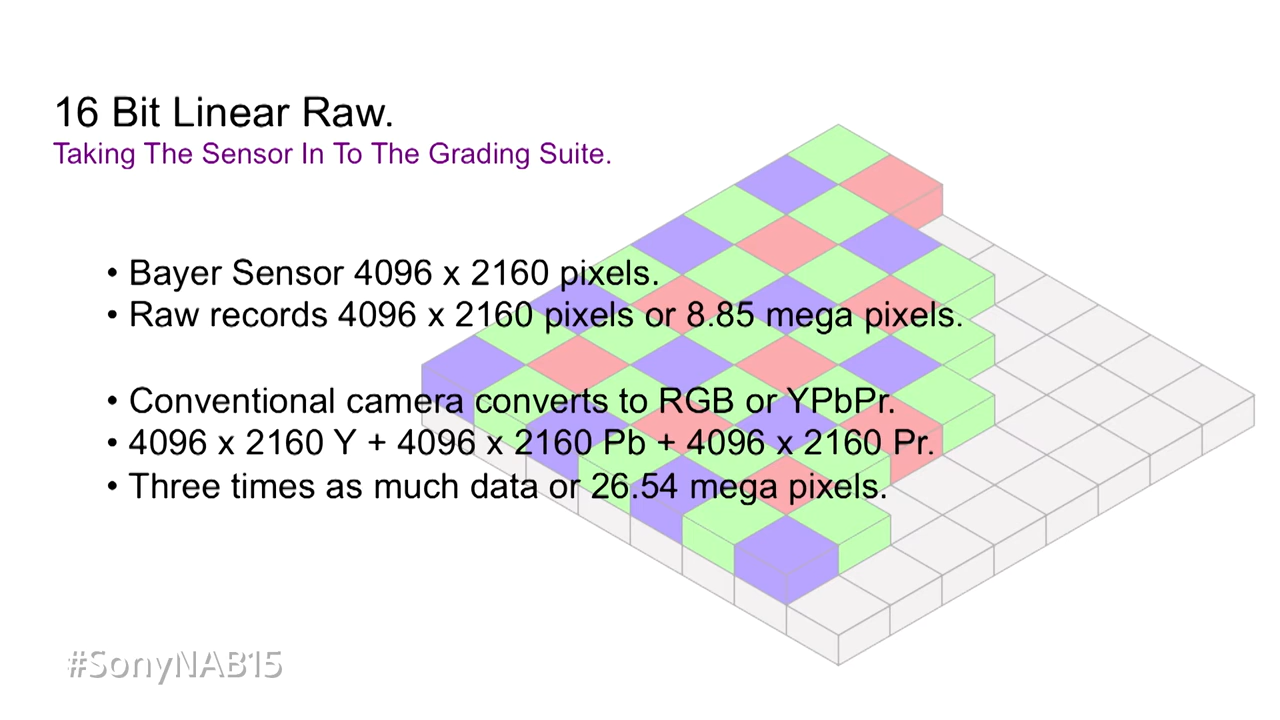 16 Bit Linear Raw.
Taking The Sensor In To The Grading Suite.
• Bayer Sensor 4096 x 2160 pixels.
• Raw records 4096 x 2160 pixels or 8.85 mega pixels.
• Conventional camera converts to RGB or YPbPr.
• 4096 x 2160 Y + 4096 x 2160 Pb + 4096 x 2160 Pr.
• Three times as much data or 26.54 mega pixels.
#SonyNAB15